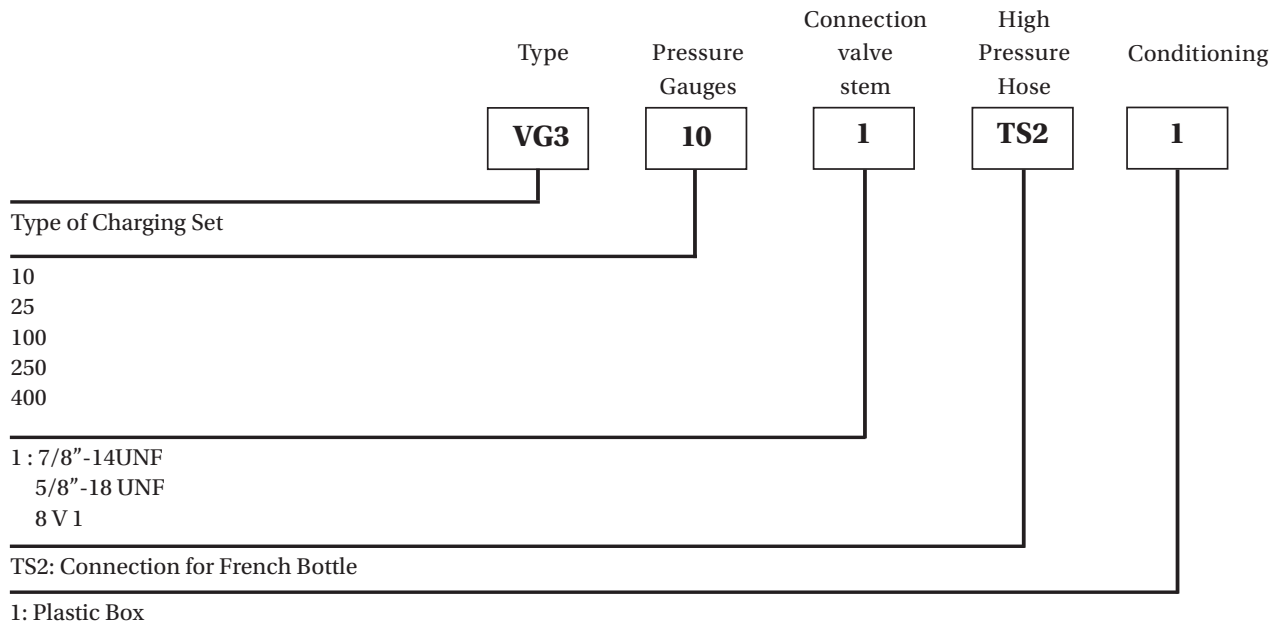 Type
Pressure
Gauges
Connection
valve
stem
High
Pressure
Hose
Conditioning
VG3
10
1
TS2
1
Type of Charging Set
10
25
100
250
400
1 : 7/8”-14UNF
5/8”-18 UNF
8 V 1
TS2: Connection for French Bottle
1: Plastic Box